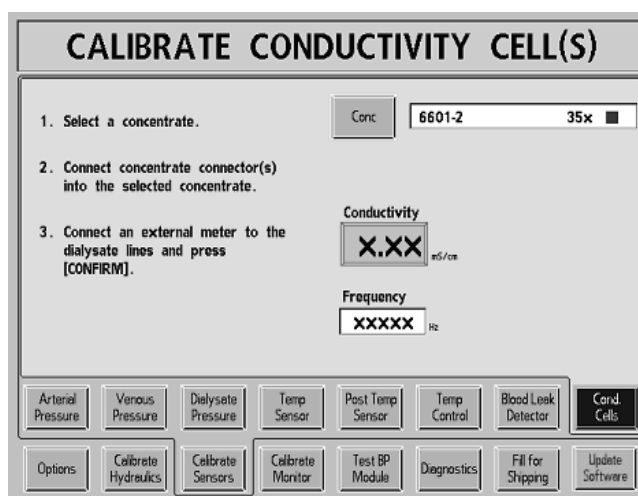 CALIBRATE CONDUCTIVITY CELL(S)
1. Select a concentrate.
Conc
6601-2 35x
2. Connect concentrate connector(s)
into the selected concentrate.
3. Connect an external meter to the
dialysate lines and press
[CONFIRM].
Conductivity
X.XX mS/cm
Frequency
XXXXX Hz
Arterial
Pressure
Venous
Pressure
Dialysate
Pressure
Temp
Sensor
Post Temp
Sensor
Temp
Control
Blood Leak
Detector
Cond.
Cells
Options
Calibrate
Hydraulics
Calibrate
Sensors
Calibrate
Monitor
Test BP
Module
Diagnostics
Fill for
Shipping
Update
Software